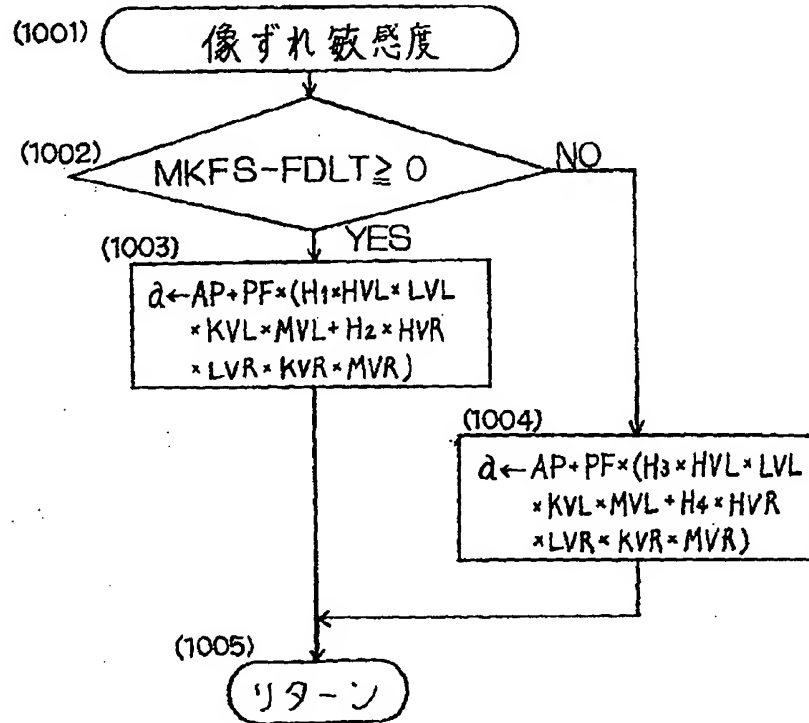 (1001)
像ずれ敏感度
(1002)
MKFS-FDLT≧0
NO
YES
(1003)
a←AP+PF×(H1×HVL×LVL
×KVL×MVL+H2×HVR
×LVR×KVR×MVR)
(1004)
a←AP+PF×(H3×HVL×LVL
×KVL×MVL+H4×HVR
×LVR×KVR×MVR)
(1005)
リターン